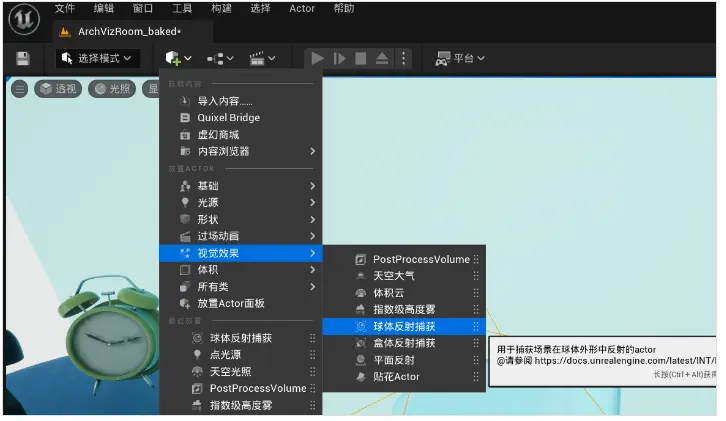 文件 编辑 窗口 工具 构建 选择 Actor 帮助
ArchVizRoom_baked*
选择模式
平台
透视
光照
显
获取内容
导入内容......
Quixel Bridge
虚幻商城
内容浏览器
放置ACTOR
基础
光源
形状
过场动画
视觉效果
体积
所有类
放置Actor面板
最近放置
球体反射捕获
点光源
天空光照
PostProcessVolume
指数级高度雾
PostProcessVolume
天空大气
体积云
指数级高度雾
球体反射捕获
盒体反射捕获
平面反射
贴花Actor
用于捕获场景在球体外形中反射的actor
@请参阅 https://docs.unrealengine.com/latest/INT/
长按(Ctrl + Alt)获